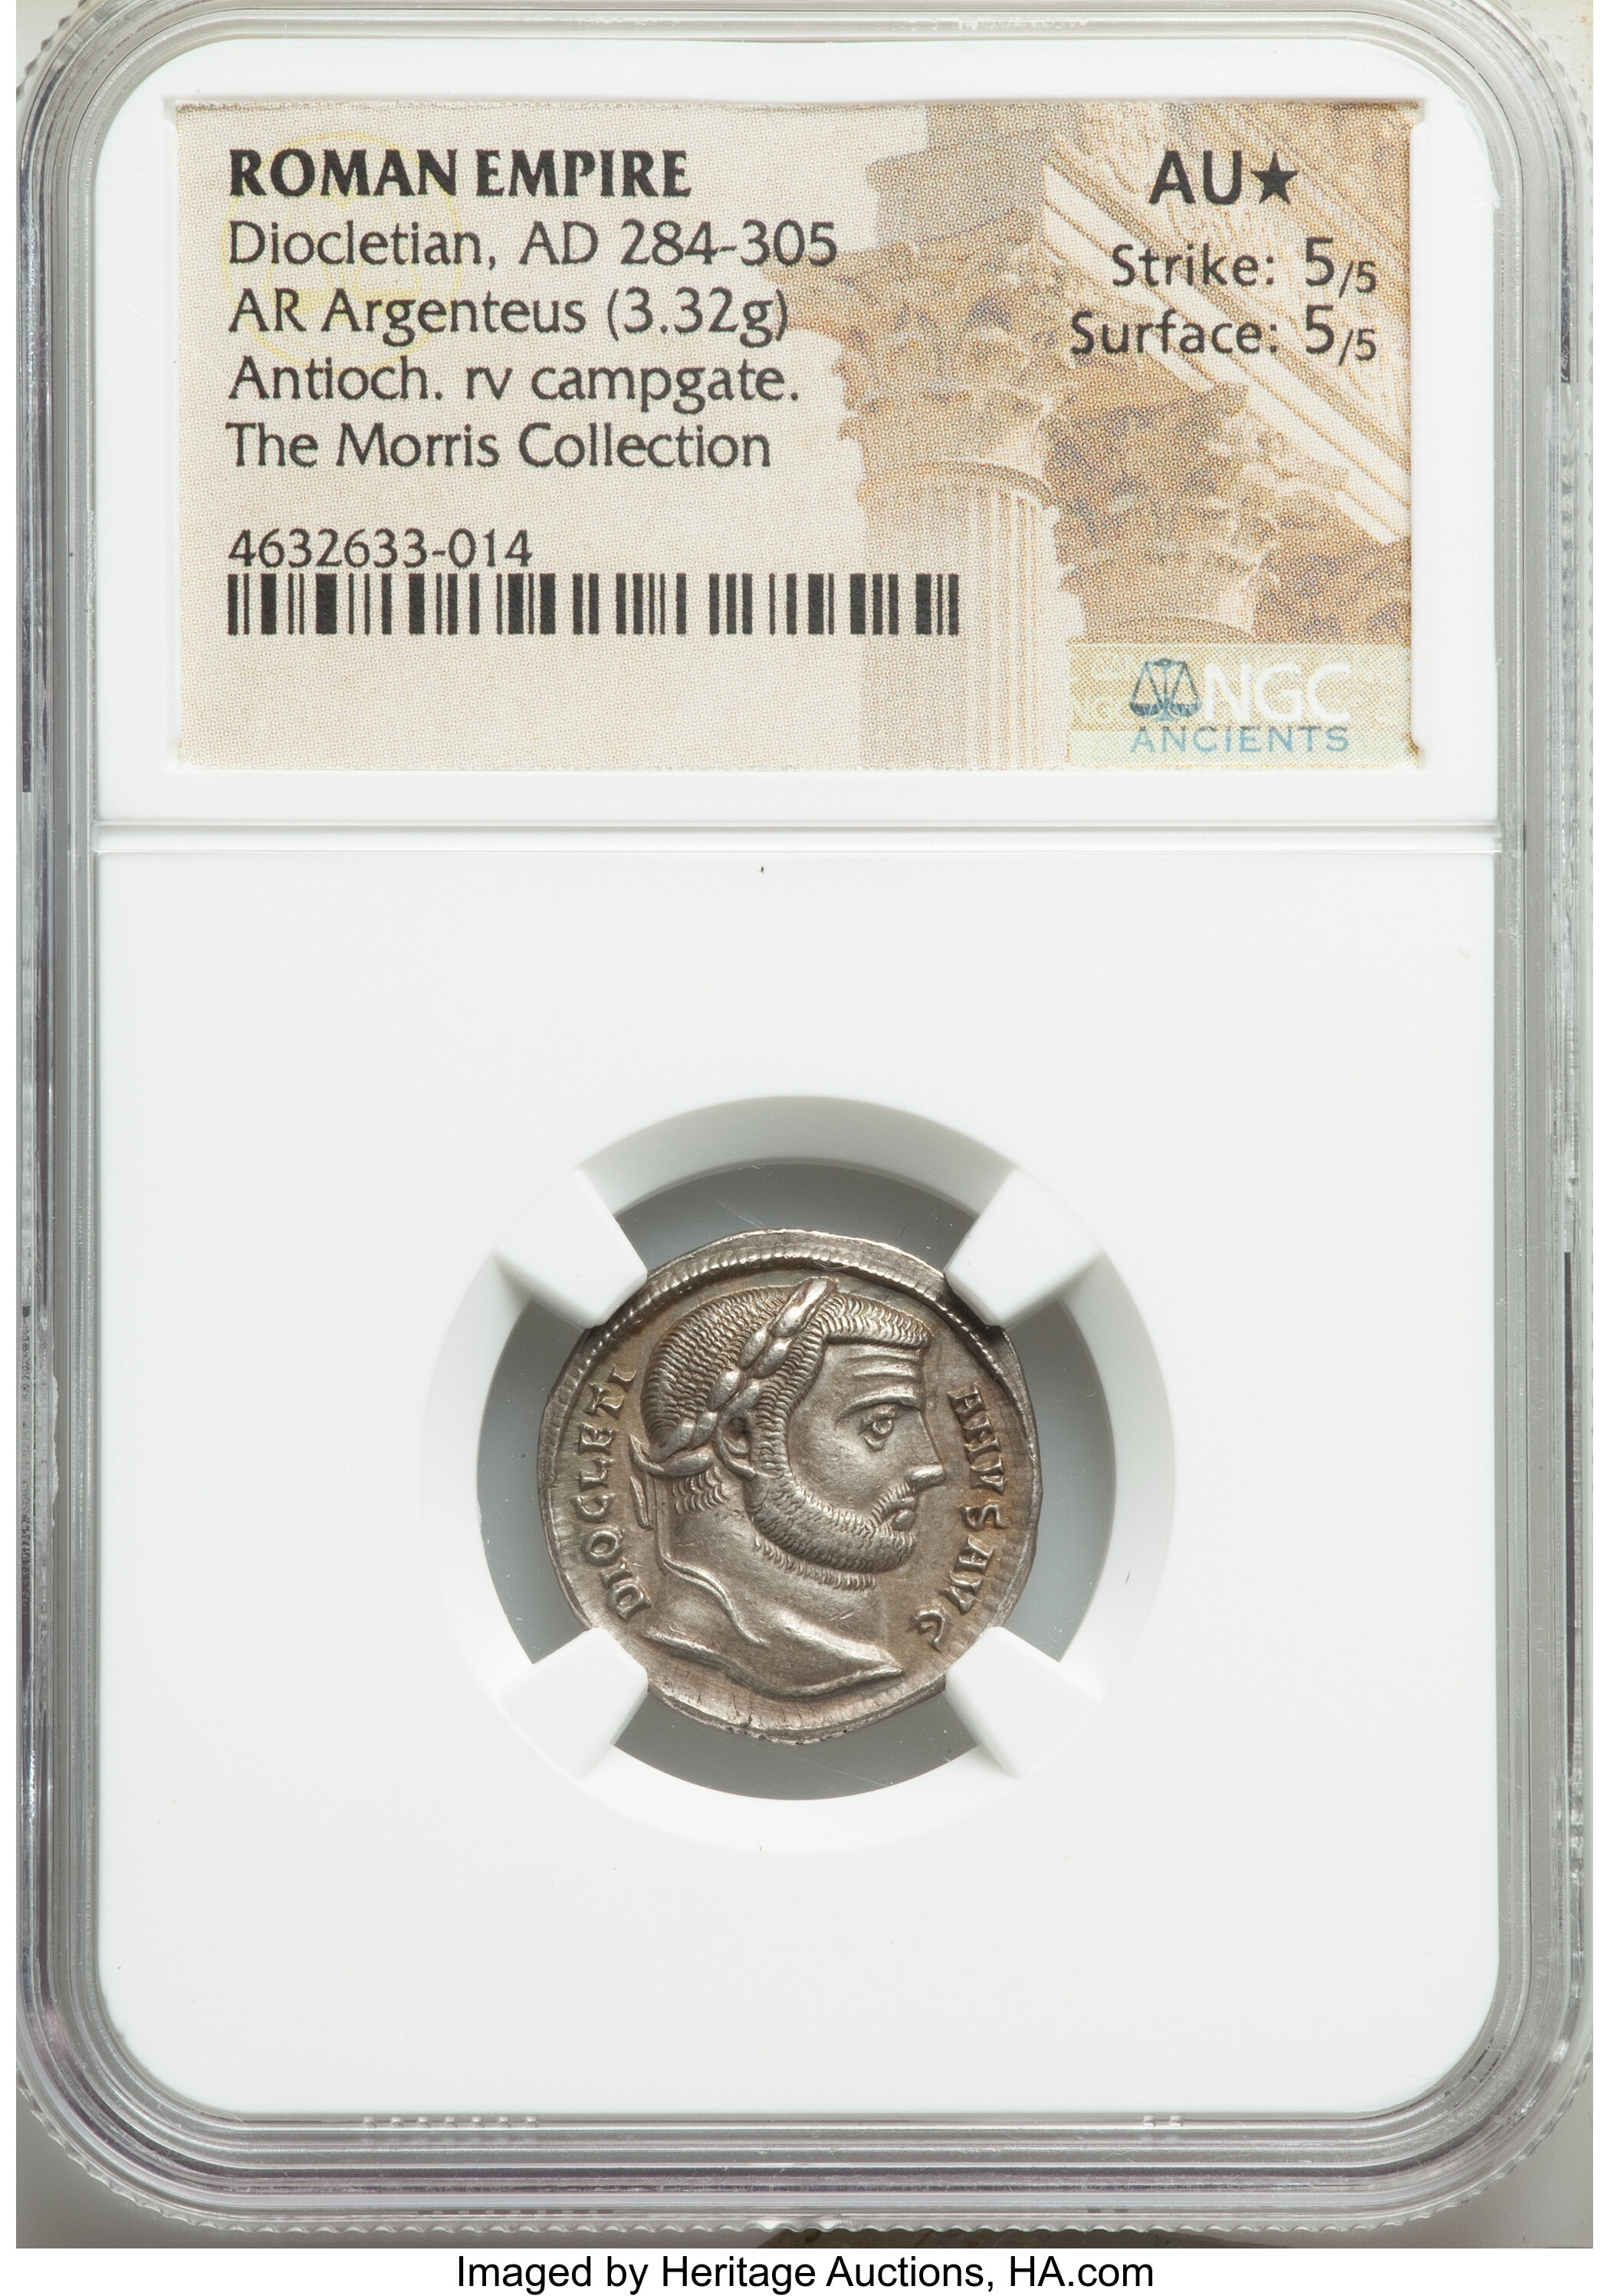 ROMAN EMPIRE
Diocletian, AD 284-305
AR Argenteus (3.32g)
Antioch. rv campgate.
The Morris Collection
4632633-014
AU★
Strike: 5/5
Surface: 5/5
NGC
ANCIENTS
DIOCLETI
ANVS AVG
Imaged by Heritage Auctions, HA.com